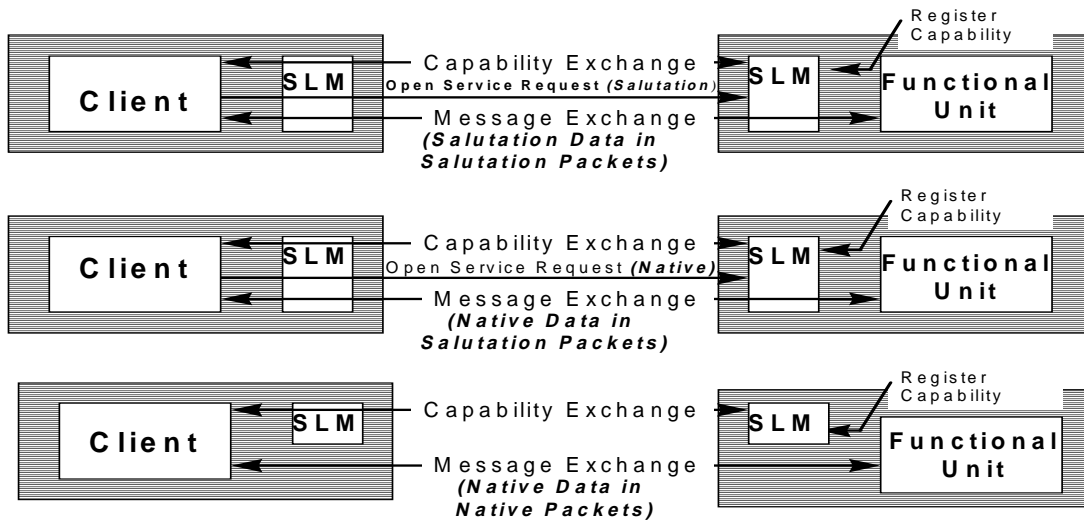 Register
Capability
Client
SLM
Capability Exchange
Open Service Request (Salutation)
Message Exchange
(Salutation Data in
Salutation Packets)
SLM
Functional
Unit
Register
Capability
Client
SLM
Capability Exchange
Open Service Request (Native)
Message Exchange
(Native Data in
Salutation Packets)
SLM
Functional
Unit
Register
Capability
Client
SLM
Capability Exchange
Message Exchange
(Native Data in
Native Packets)
SLM
Functional
Unit